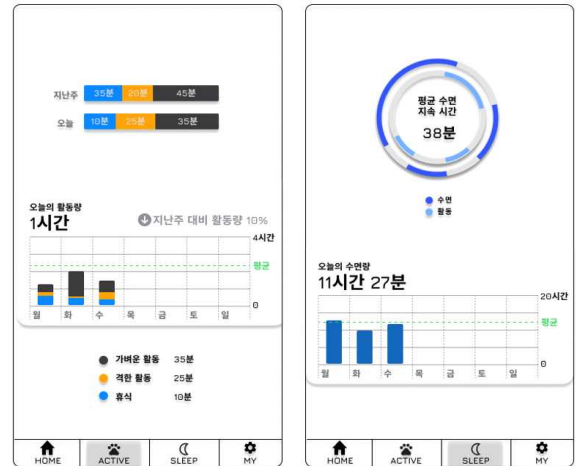 지난주 35분 20분 45분
오늘 10분 25분 35분
오늘의 활동량
1시간
지난주 대비 활동량 10%
4시간
평균
0
월 화 수 목 금 토 일
가벼운 활동 35분
격한 활동 25분
휴식 10분
HOME ACTIVE SLEEP MY
평균 수면
지속 시간
38분
수면
활동
오늘의 수면량
11시간 27분
20시간
평균
0
월 화 수 목 금 토 일
HOME ACTIVE SLEEP MY